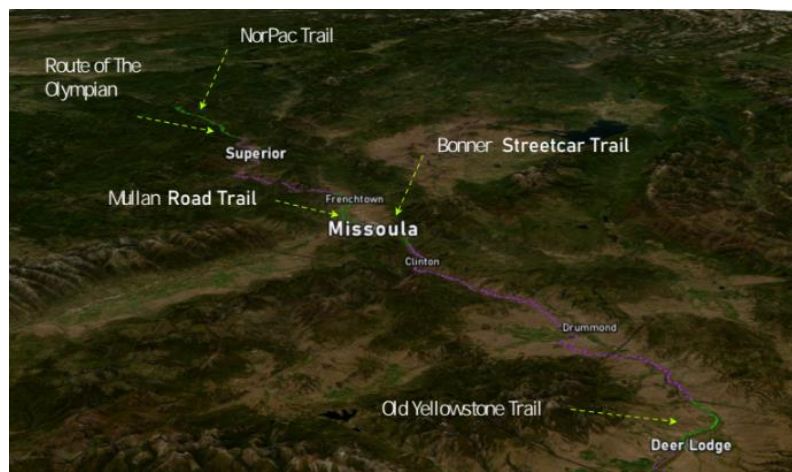 NorPac Trail
Route of The
Olympian
Bonner Streetcar Trail
Superior
Mullan Road Trail
Frenchtown
Missoula
Clinton
Drummond
Old Yellowstone Trail
Deer Lodge